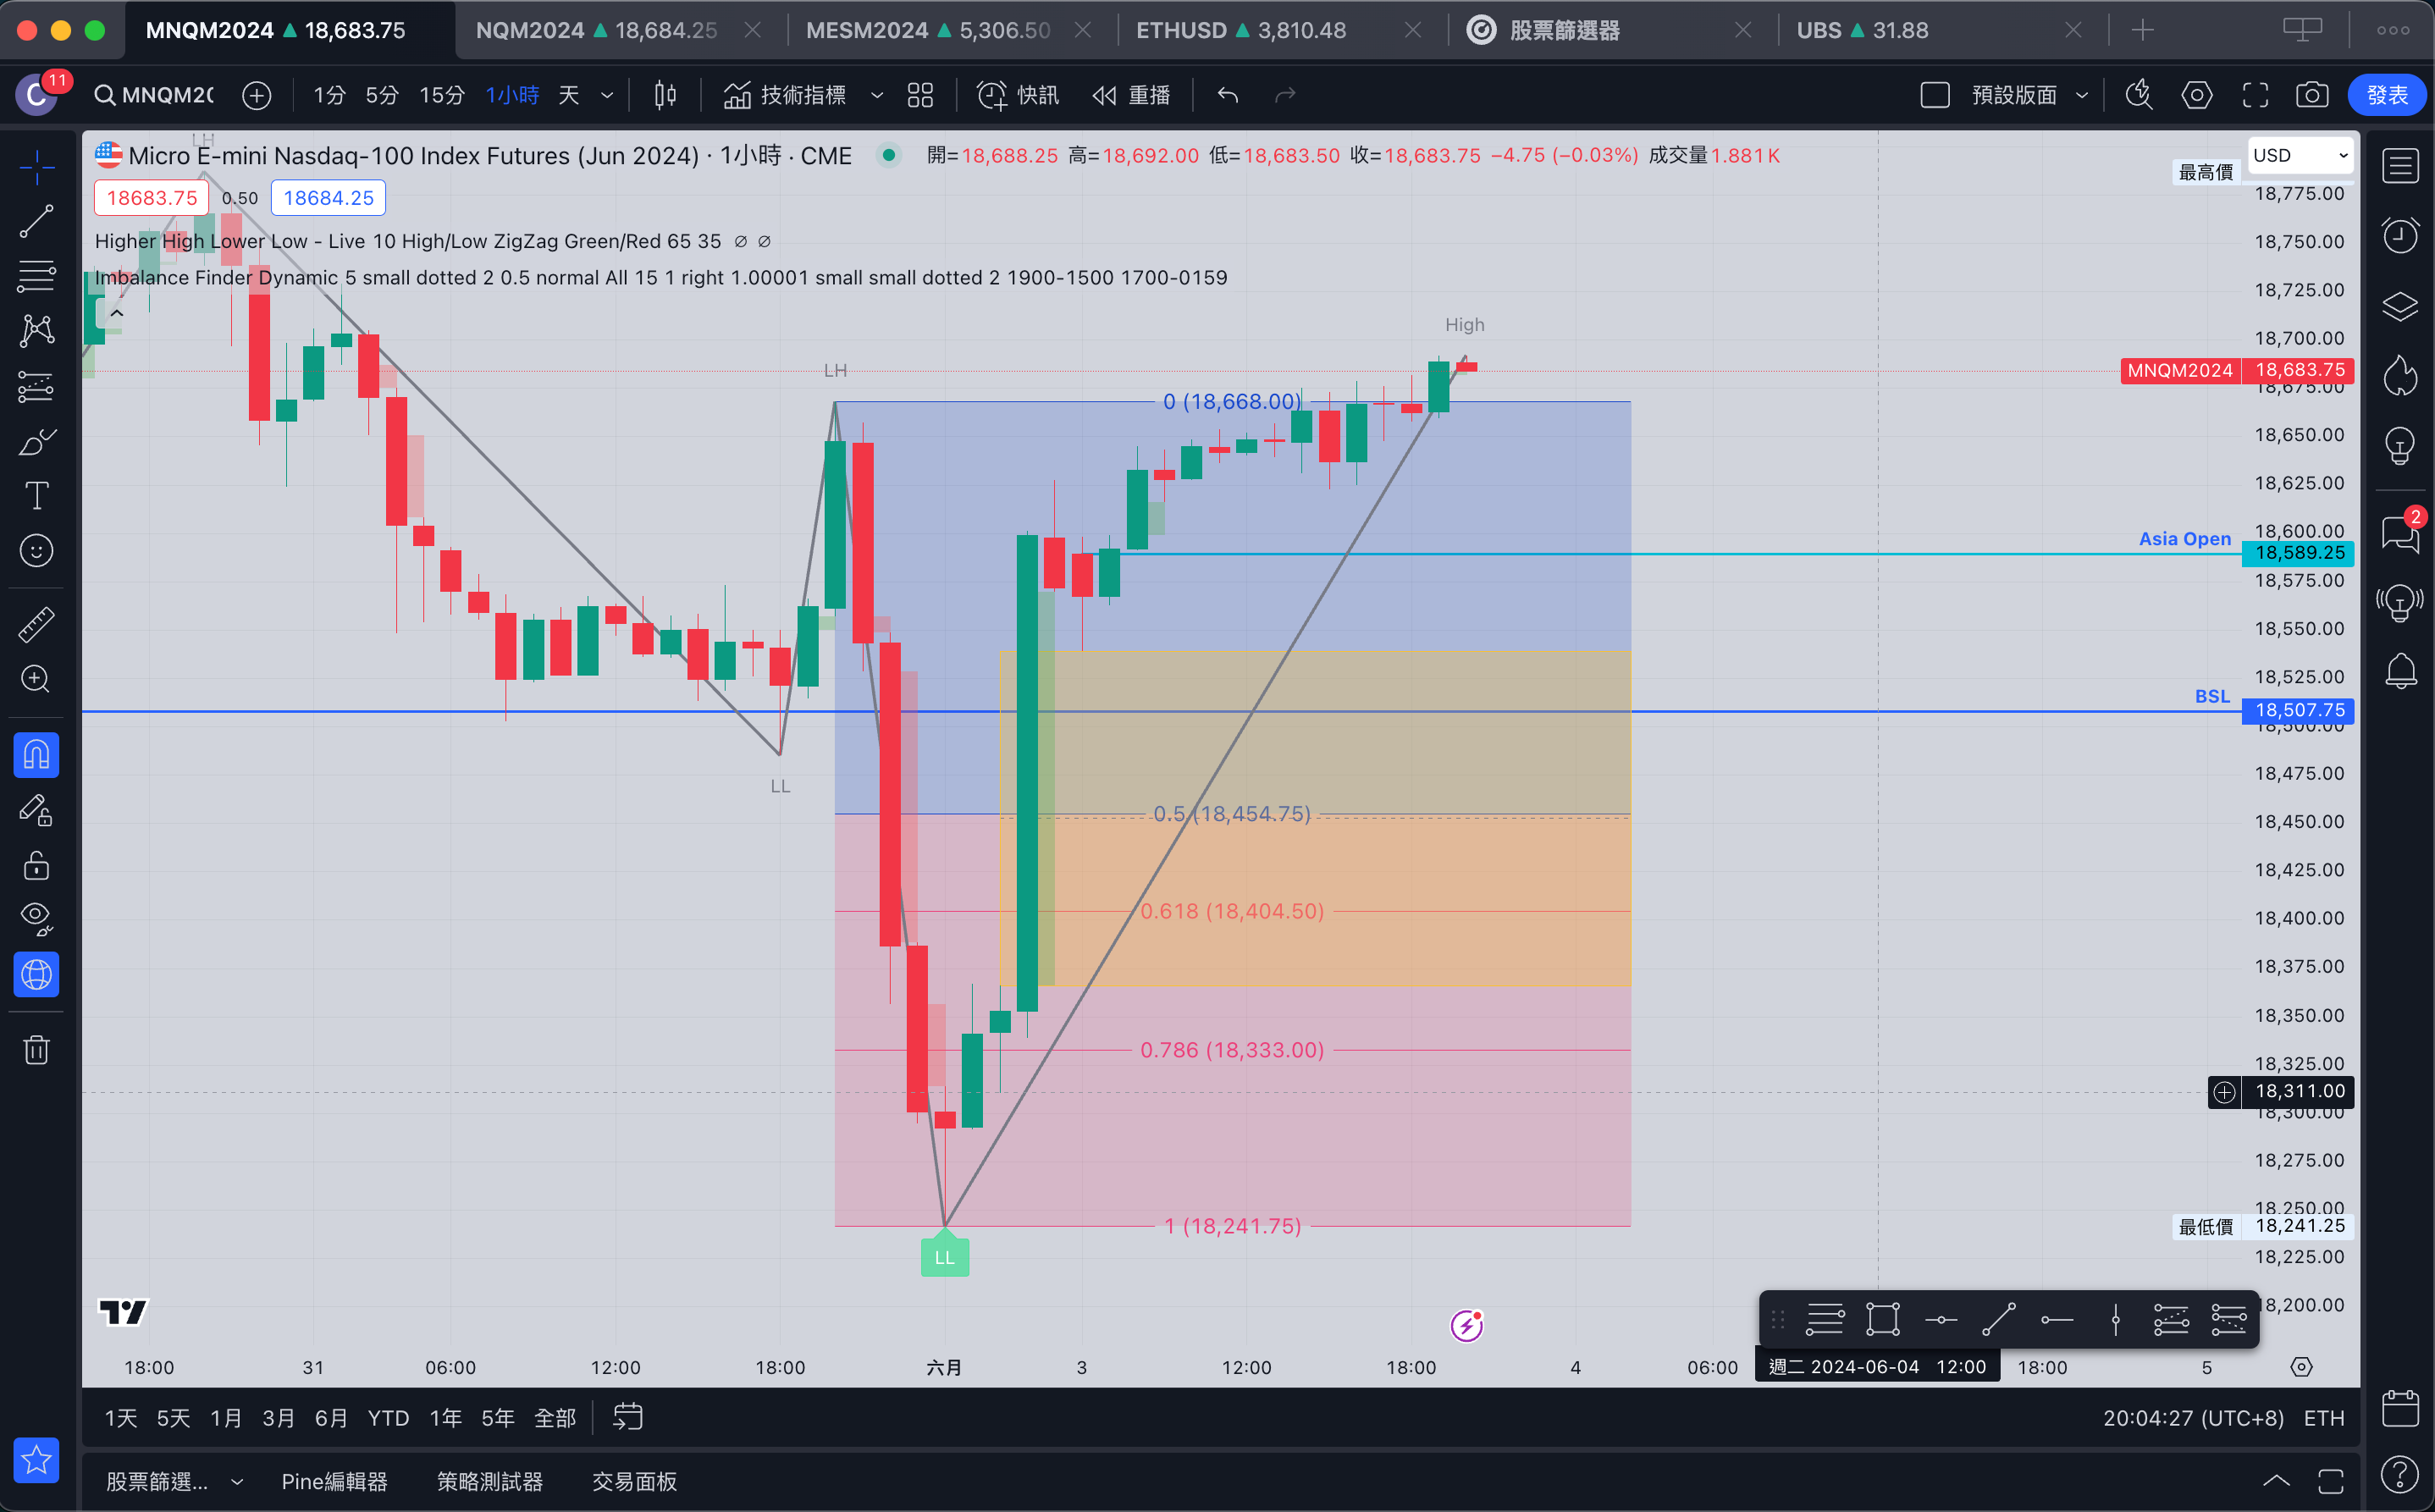 MNQM2024 ▲ 18,683.75
NQM2024 ▲ 18,684.25
MESM2024 ▲ 5,306.50
ETHUSD ▲ 3,810.48
股票篩選器
UBS ▲ 31.88
C 11
1分 5分 15分 1小時 天
技術指標
快訊
重播
預設版面
發表
LH
Micro E-mini Nasdaq-100 Index Futures (Jun 2024) · 1小時 · CME
開=18,688.25 高=18,692.00 低=18,683.50 收=18,683.75 −4.75 (−0.03%) 成交量1.881 K
USD
最高價
18683.75 0.50 18684.25
Higher High Lower Low - Live 10 High/Low ZigZag Green/Red 65 35 ∅ ∅
Imbalance Finder Dynamic 5 small dotted 2 0.5 normal All 15 1 right 1.00001 small small dotted 2 1900-1500 1700-0159
18,775.00
18,750.00
18,725.00
High
18,700.00
LH
MNQM2024 18,683.75
18,675.00
0 (18,668.00)
18,650.00
18,625.00
18,600.00
Asia Open
18,589.25
18,575.00
18,550.00
18,525.00
BSL
18,507.75
18,500.00
18,475.00
LL
0.5 (18,454.75)
18,450.00
18,425.00
0.618 (18,404.50)
18,400.00
18,375.00
18,350.00
0.786 (18,333.00)
18,325.00
18,311.00
18,300.00
18,275.00
18,250.00
1 (18,241.75)
最低價 18,241.25
LL
18,225.00
18,200.00
2
18:00 31 06:00 12:00 18:00 六月 3 12:00 18:00 4 06:00 週二 2024-06-04 12:00 18:00 5
1天 5天 1月 3月 6月 YTD 1年 5年 全部
20:04:27 (UTC+8) ETH
股票篩選... Pine編輯器 策略測試器 交易面板